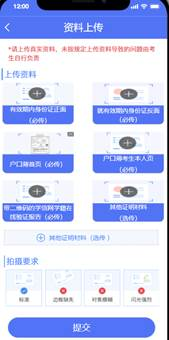 12:00
资料上传
*请上传真实资料，未按规定上传资料导致的问题由考
生自行负责
上传资料
有效期内身份证正面
（必传）
既有效期内身份证反面
（必传）
户口簿首页（必传）
户口簿考生本人页
（必传）
带二维码的学信网学籍在
线验证报告（必传）
其他证明材料
（选传）
其他证明材料（选传）
拍摄要求
标准
边框缺失
对焦模糊
闪光强烈
提交